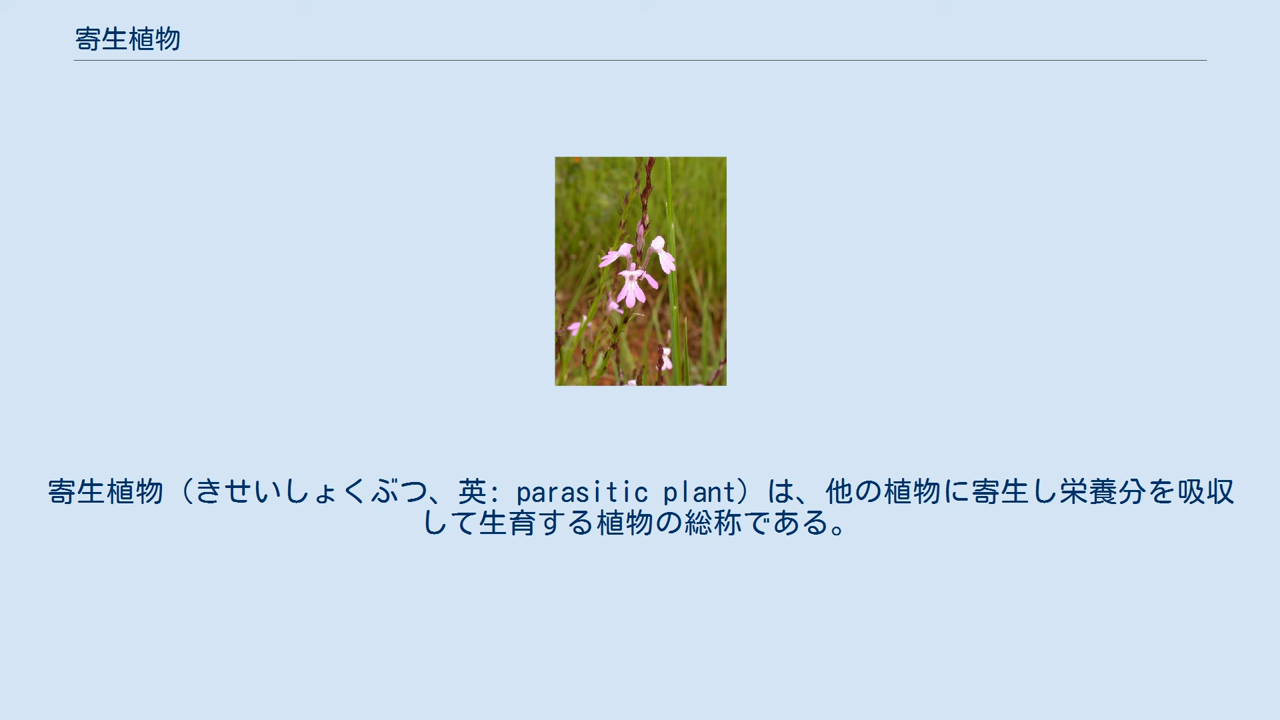 寄生植物
寄生植物（きせいしょくぶつ、英: parasitic plant）は、他の植物に寄生し栄養分を吸収
して生育する植物の総称である。